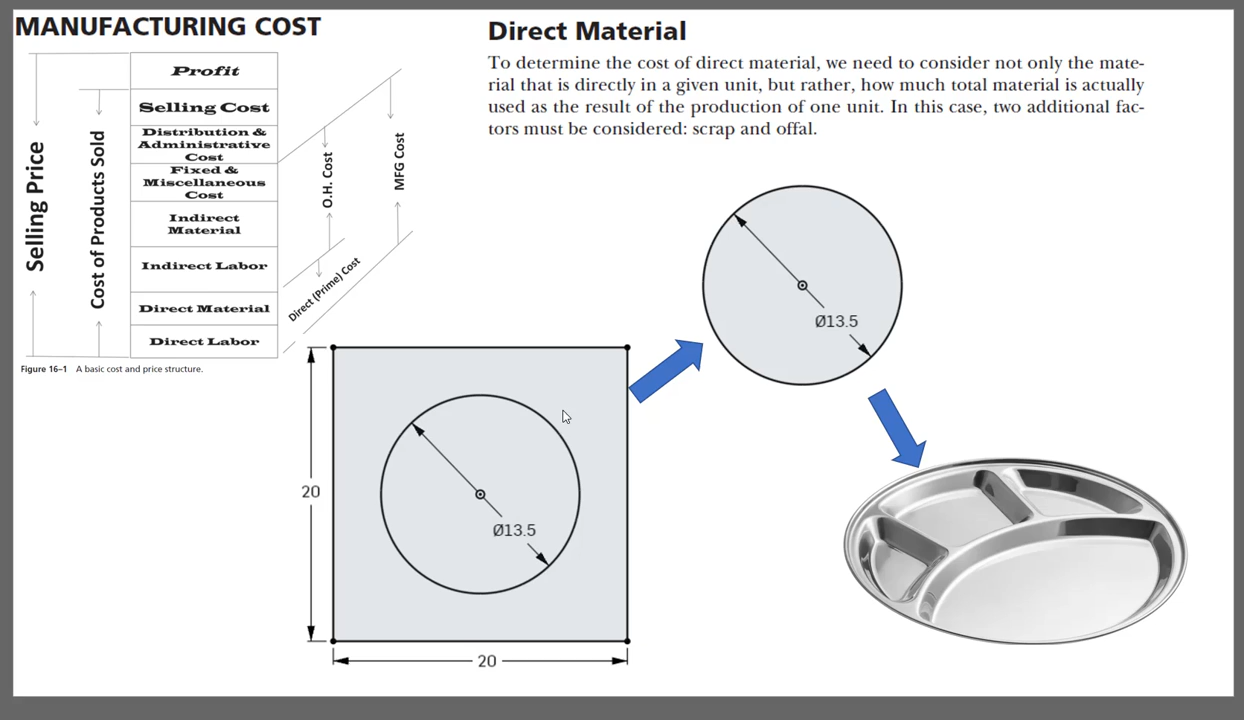 MANUFACTURING COST
Selling Price
Cost of Products Sold
Profit
Selling Cost
Distribution &
Administrative
Cost
Fixed &
Miscellaneous
Cost
Indirect
Material
Indirect Labor
Direct Material
Direct Labor
O.H. Cost
MFG Cost
Direct (Prime) Cost
Figure 16–1 A basic cost and price structure.
Direct Material
To determine the cost of direct material, we need to consider not only the mate-
rial that is directly in a given unit, but rather, how much total material is actually
used as the result of the production of one unit. In this case, two additional fac-
tors must be considered: scrap and offal.
Ø13.5
20
Ø13.5
20